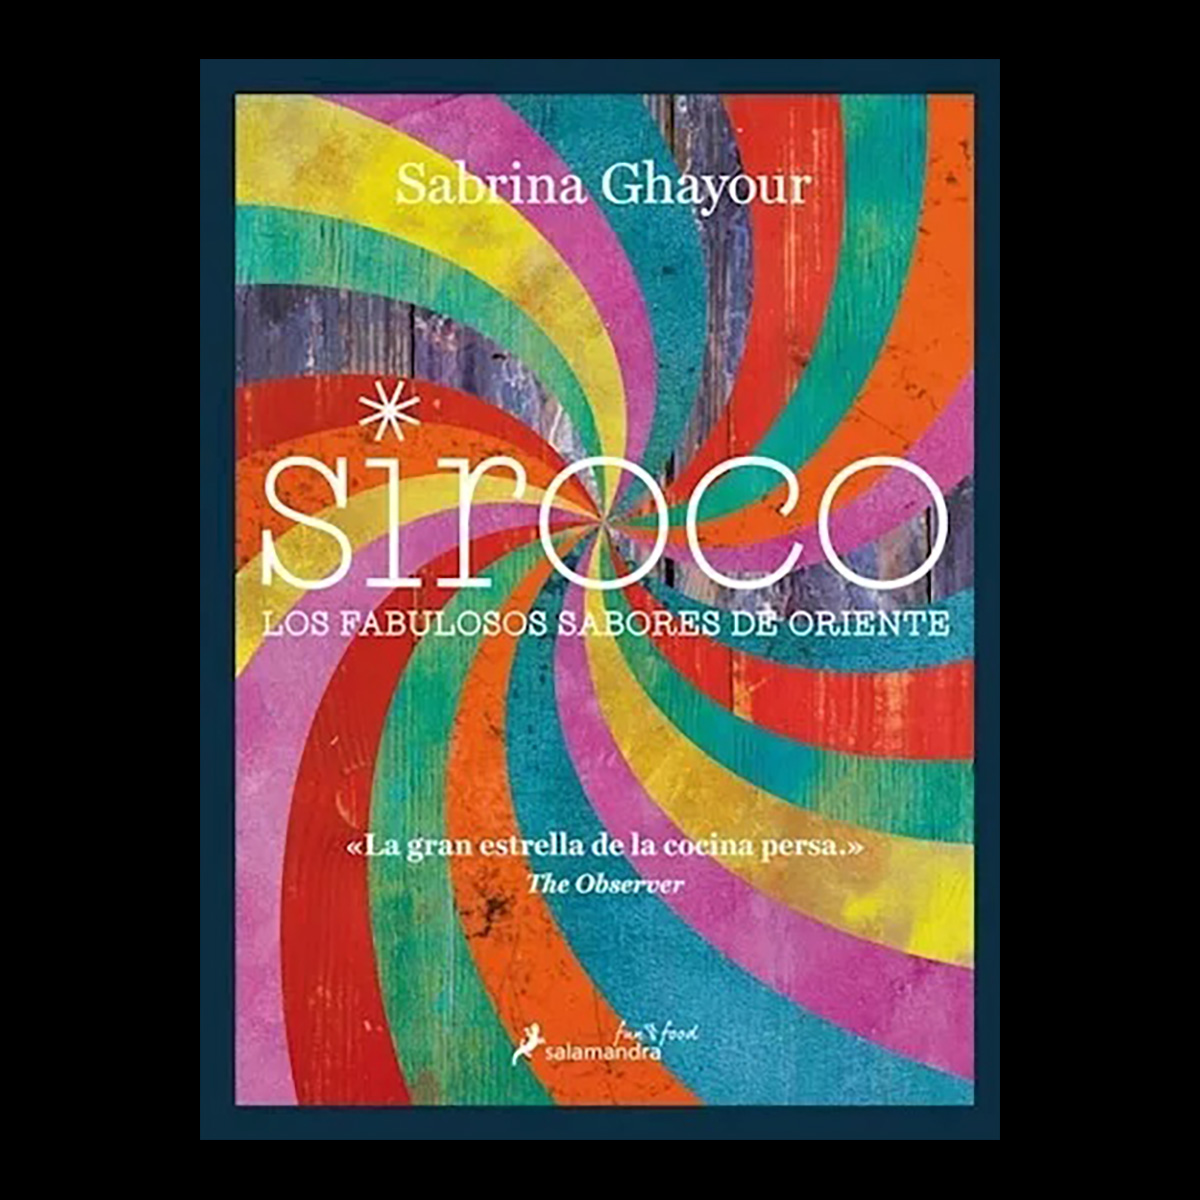 Sabrina Ghayour
siroco
LOS FABULOSOS SABORES DE ORIENTE
«La gran estrella de la cocina persa.»
The Observer
fun & food
salamandra